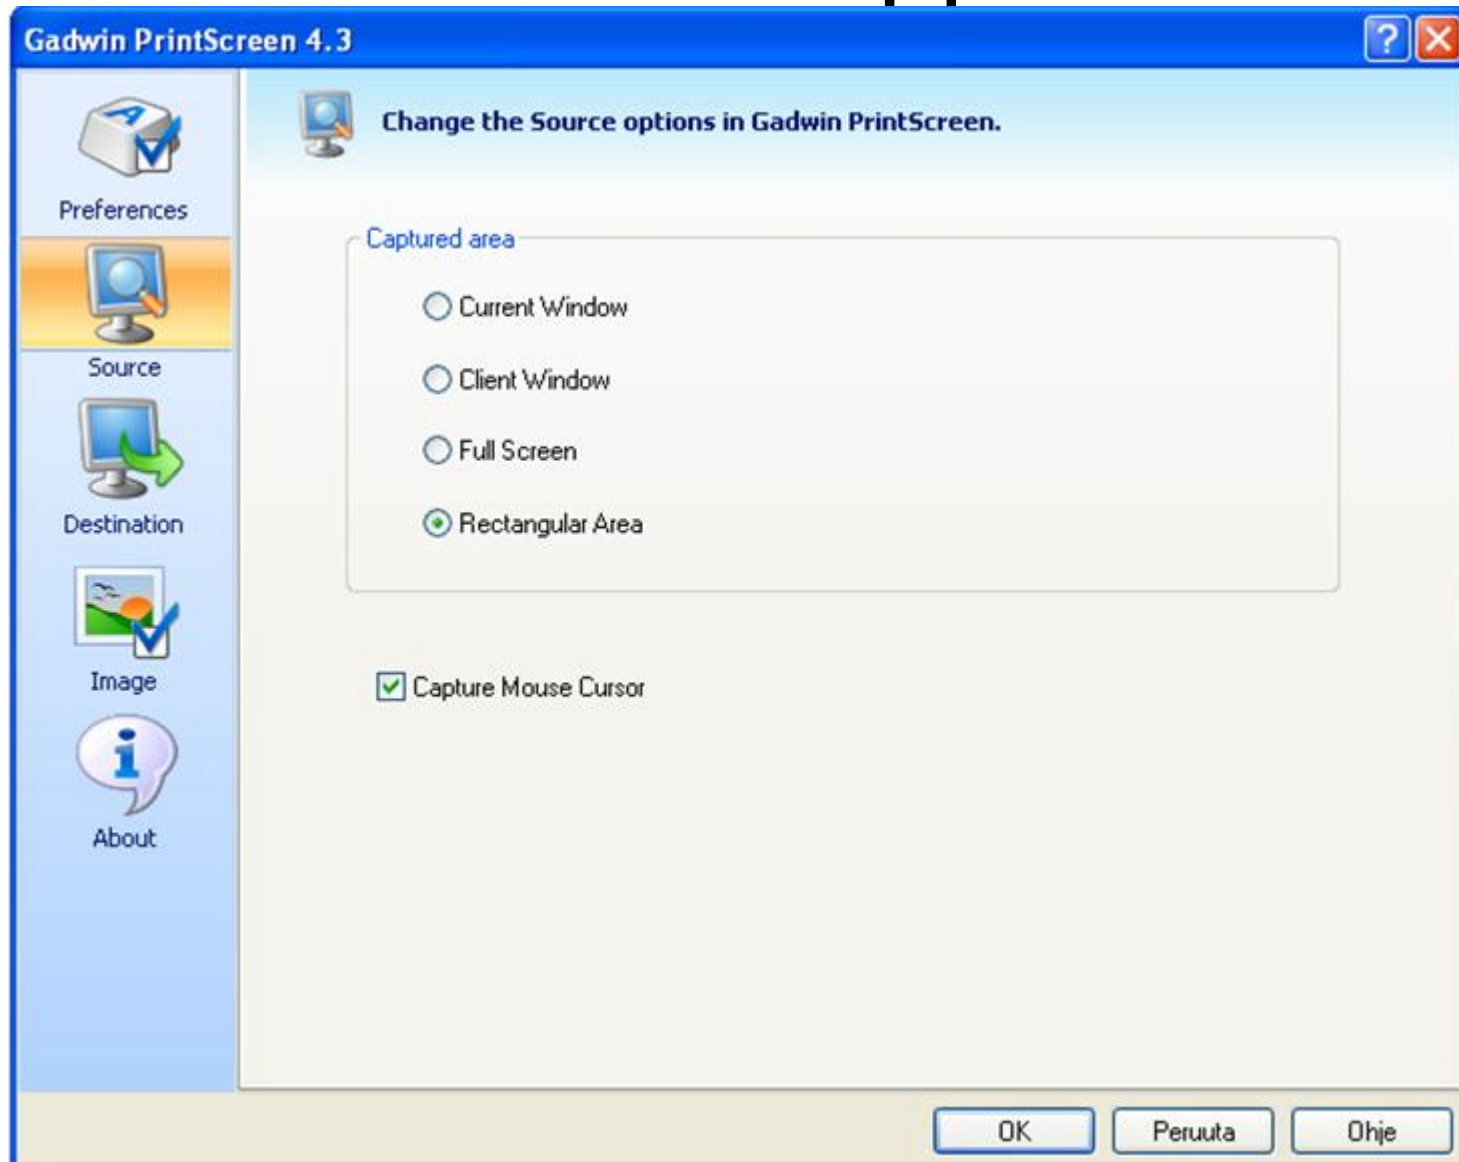 Gadwin PrintScreen 4.3
Change the Source options in Gadwin PrintScreen.
Preferences
Source
Destination
Image
About
Captured area
Current Window
Client Window
Full Screen
Rectangular Area
Capture Mouse Cursor
OK Peruuta Ohje